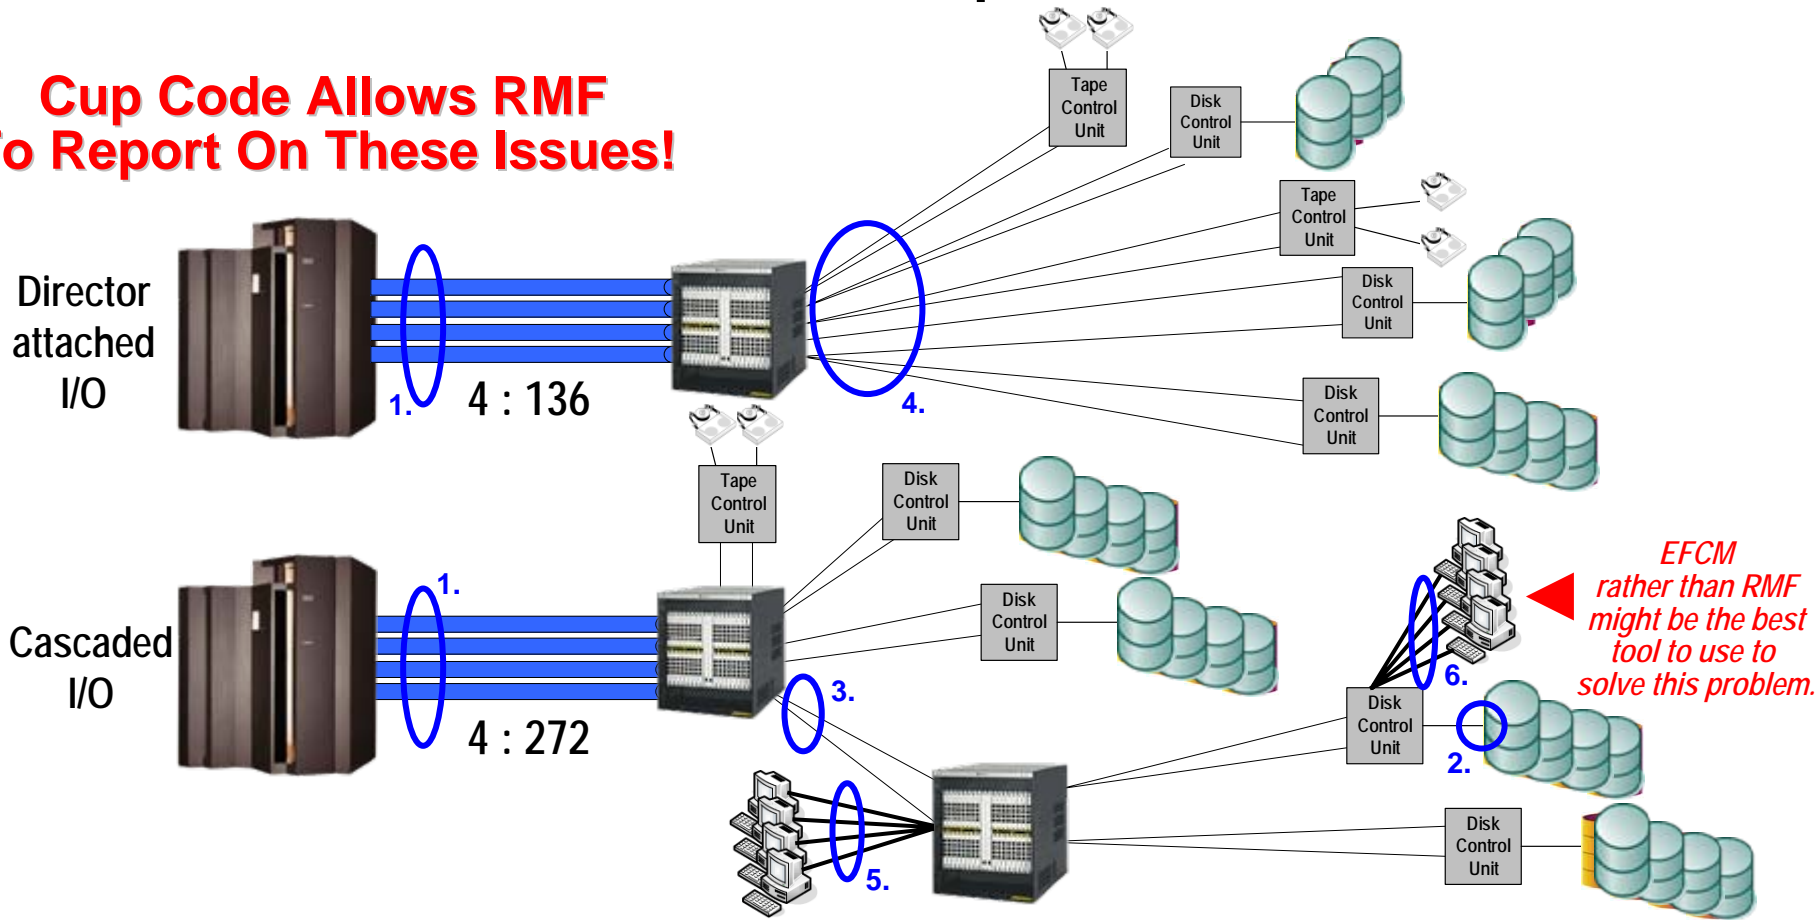 Cup Code Allows RMF
To Report On These Issues!
Tape
Control
Unit
Disk
Control
Unit
Tape
Control
Unit
Disk
Control
Unit
Disk
Control
Unit
Director
attached
I/O
1.
4 : 136
4.
Tape
Control
Unit
Disk
Control
Unit
Disk
Control
Unit
Cascaded
I/O
1.
4 : 272
3.
5.
6.
EFCM
rather than RMF
might be the best
tool to use to
solve this problem.
Disk
Control
Unit
2.
Disk
Control
Unit